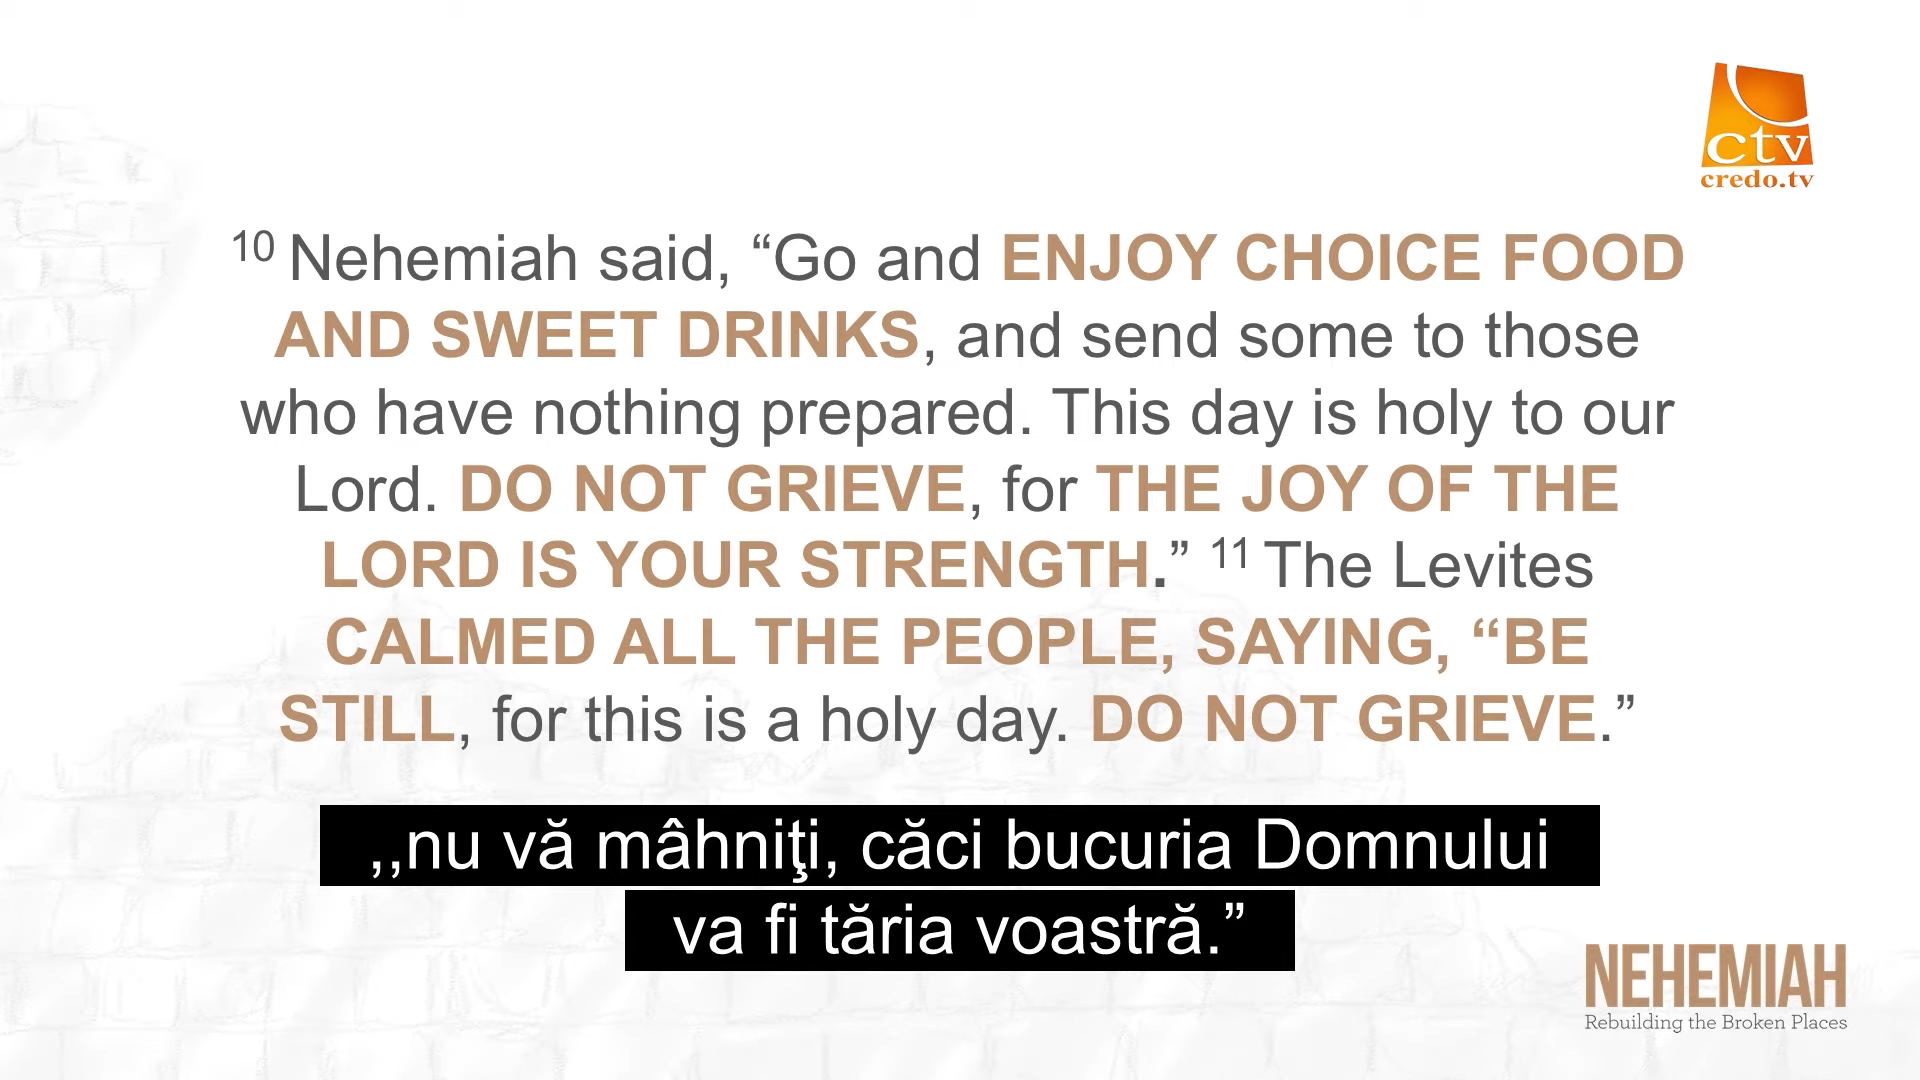 ctv
credo.tv
10 Nehemiah said, “Go and ENJOY CHOICE FOOD
AND SWEET DRINKS, and send some to those
who have nothing prepared. This day is holy to our
Lord. DO NOT GRIEVE, for THE JOY OF THE
LORD IS YOUR STRENGTH.” 11 The Levites
CALMED ALL THE PEOPLE, SAYING, “BE
STILL, for this is a holy day. DO NOT GRIEVE.”
,,nu vă mâhniţi, căci bucuria Domnului
va fi tăria voastră.”
NEHEMIAH
Rebuilding the Broken Places